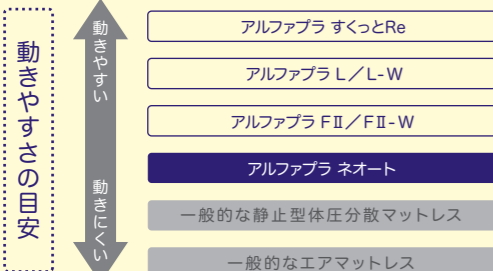 動きやすさの目安
動きやすい
動きにくい
アルファプラ すくっとRe
アルファプラ L／L-W
アルファプラ FⅡ／FⅡ-W
アルファプラ ネオート
一般的な静止型体圧分散マットレス
一般的なエアマットレス